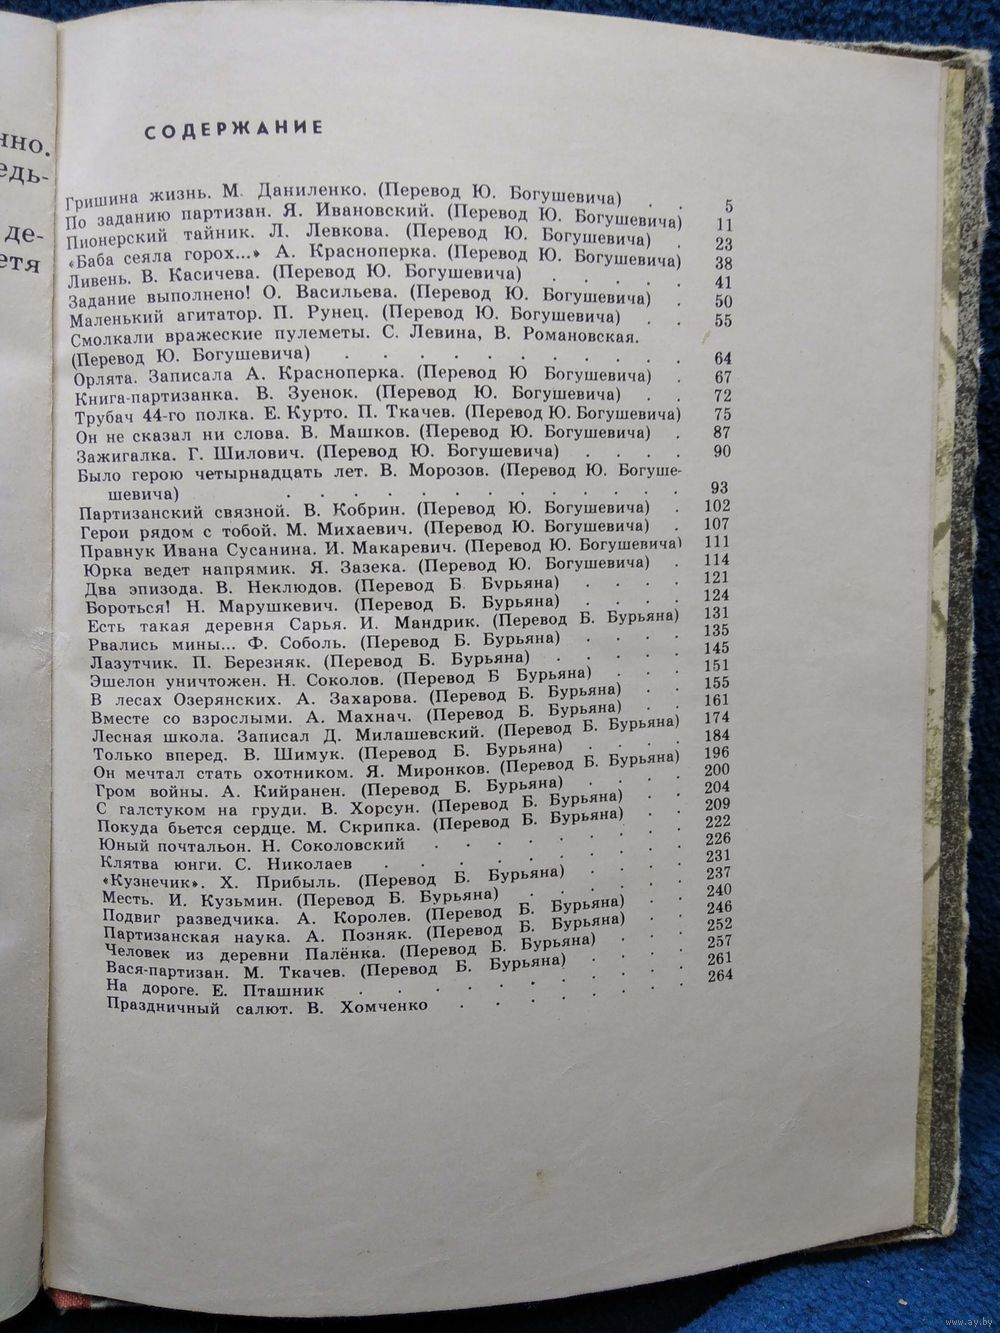 нно.
едь-
де-
етя
СОДЕРЖАНИЕ
Гришина жизнь. М. Даниленко. (Перевод Ю. Богушевича) . . 5
По заданию партизан. Я. Ивановский. (Перевод Ю. Богушевича) 11
Пионерский тайник. Л. Левкова. (Перевод Ю. Богушевича) . 23
«Баба сеяла горох...» А. Красноперка. (Перевод Ю. Богушевича) 38
Ливень. В. Касичева. (Перевод Ю. Богушевича) . . . . . 41
Задание выполнено! О. Васильева. (Перевод Ю. Богушевича) . 50
Маленький агитатор. П. Рунец. (Перевод Ю. Богушевича) . . 55
Смолкали вражеские пулеметы. С. Левина, В. Романовская.
(Перевод Ю. Богушевича) . . . . . . . . . . . . 64
Орлята. Записала А. Красноперка. (Перевод Ю Богушевича) . 67
Книга-партизанка. В. Зуенок. (Перевод Ю. Богушевича) . . 72
Трубач 44-го полка. Е. Курто. П. Ткачев. (Перевод Ю. Богушевича) 75
Он не сказал ни слова. В. Машков. (Перевод Ю. Богушевича) . 87
Зажигалка. Г. Шилович. (Перевод Ю. Богушевича) . . . . 90
Было герою четырнадцать лет. В. Морозов. (Перевод Ю. Богуше-
шевича) . . . . . . . . . . . . . . . . . 93
Партизанский связной. В. Кобрин. (Перевод Ю. Богушевича) . 102
Герои рядом с тобой. М. Михаевич. (Перевод Ю. Богушевича) . 107
Правнук Ивана Сусанина. И. Макаревич. (Перевод Ю. Богушевича) 111
Юрка ведет напрямик. Я. Зазека. (Перевод Ю. Богушевича) . 114
Два эпизода. В. Неклюдов. (Перевод Б. Бурьяна) . . . . 121
Бороться! Н. Марушкевич. (Перевод Б. Бурьяна) . . . . 124
Есть такая деревня Сарья. И. Мандрик. (Перевод Б. Бурьяна) 131
Рвались мины... Ф. Соболь. (Перевод Б. Бурьяна) . . . . 135
Лазутчик. П. Березняк. (Перевод Б. Бурьяна) . . . . . 145
Эшелон уничтожен. Н. Соколов. (Перевод Б Бурьяна) . . . 151
В лесах Озерянских. А. Захарова. (Перевод Б. Бурьяна) . . 155
Вместе со взрослыми. А. Махнач. (Перевод Б. Бурьяна) . . 161
Лесная школа. Записал Д. Милашевский. (Перевод Б. Бурьяна) 174
Только вперед. В. Шимук. (Перевод Б. Бурьяна) . . . . 184
Он мечтал стать охотником. Я. Миронков. (Перевод Б. Бурьяна) 196
Гром войны. А. Кийранен. (Перевод Б. Бурьяна) . . . . 200
С галстуком на груди. В. Хорсун. (Перевод Б. Бурьяна) . . 204
Покуда бьется сердце. М. Скрипка. (Перевод Б. Бурьяна) . . 209
Юный почтальон. Н. Соколовский . . . . . . . . . 222
Клятва юнги. С. Николаев . . . . . . . . . . . 226
«Кузнечик». Х. Прибыль. (Перевод Б. Бурьяна) . . . . 231
Месть. И. Кузьмин. (Перевод Б. Бурьяна) . . . . . . 237
Подвиг разведчика. А. Королев. (Перевод Б. Бурьяна) . . 240
Партизанская наука. А. Позняк. (Перевод Б. Бурьяна) . . 246
Человек из деревни Палёнка. (Перевод Б. Бурьяна) . . . 252
Вася-партизан. М. Ткачев. (Перевод Б. Бурьяна) . . . . 257
На дороге. Е. Пташник . . . . . . . . . . . . 261
Праздничный салют. В. Хомченко . . . . . . . . . 264
www.ay.by